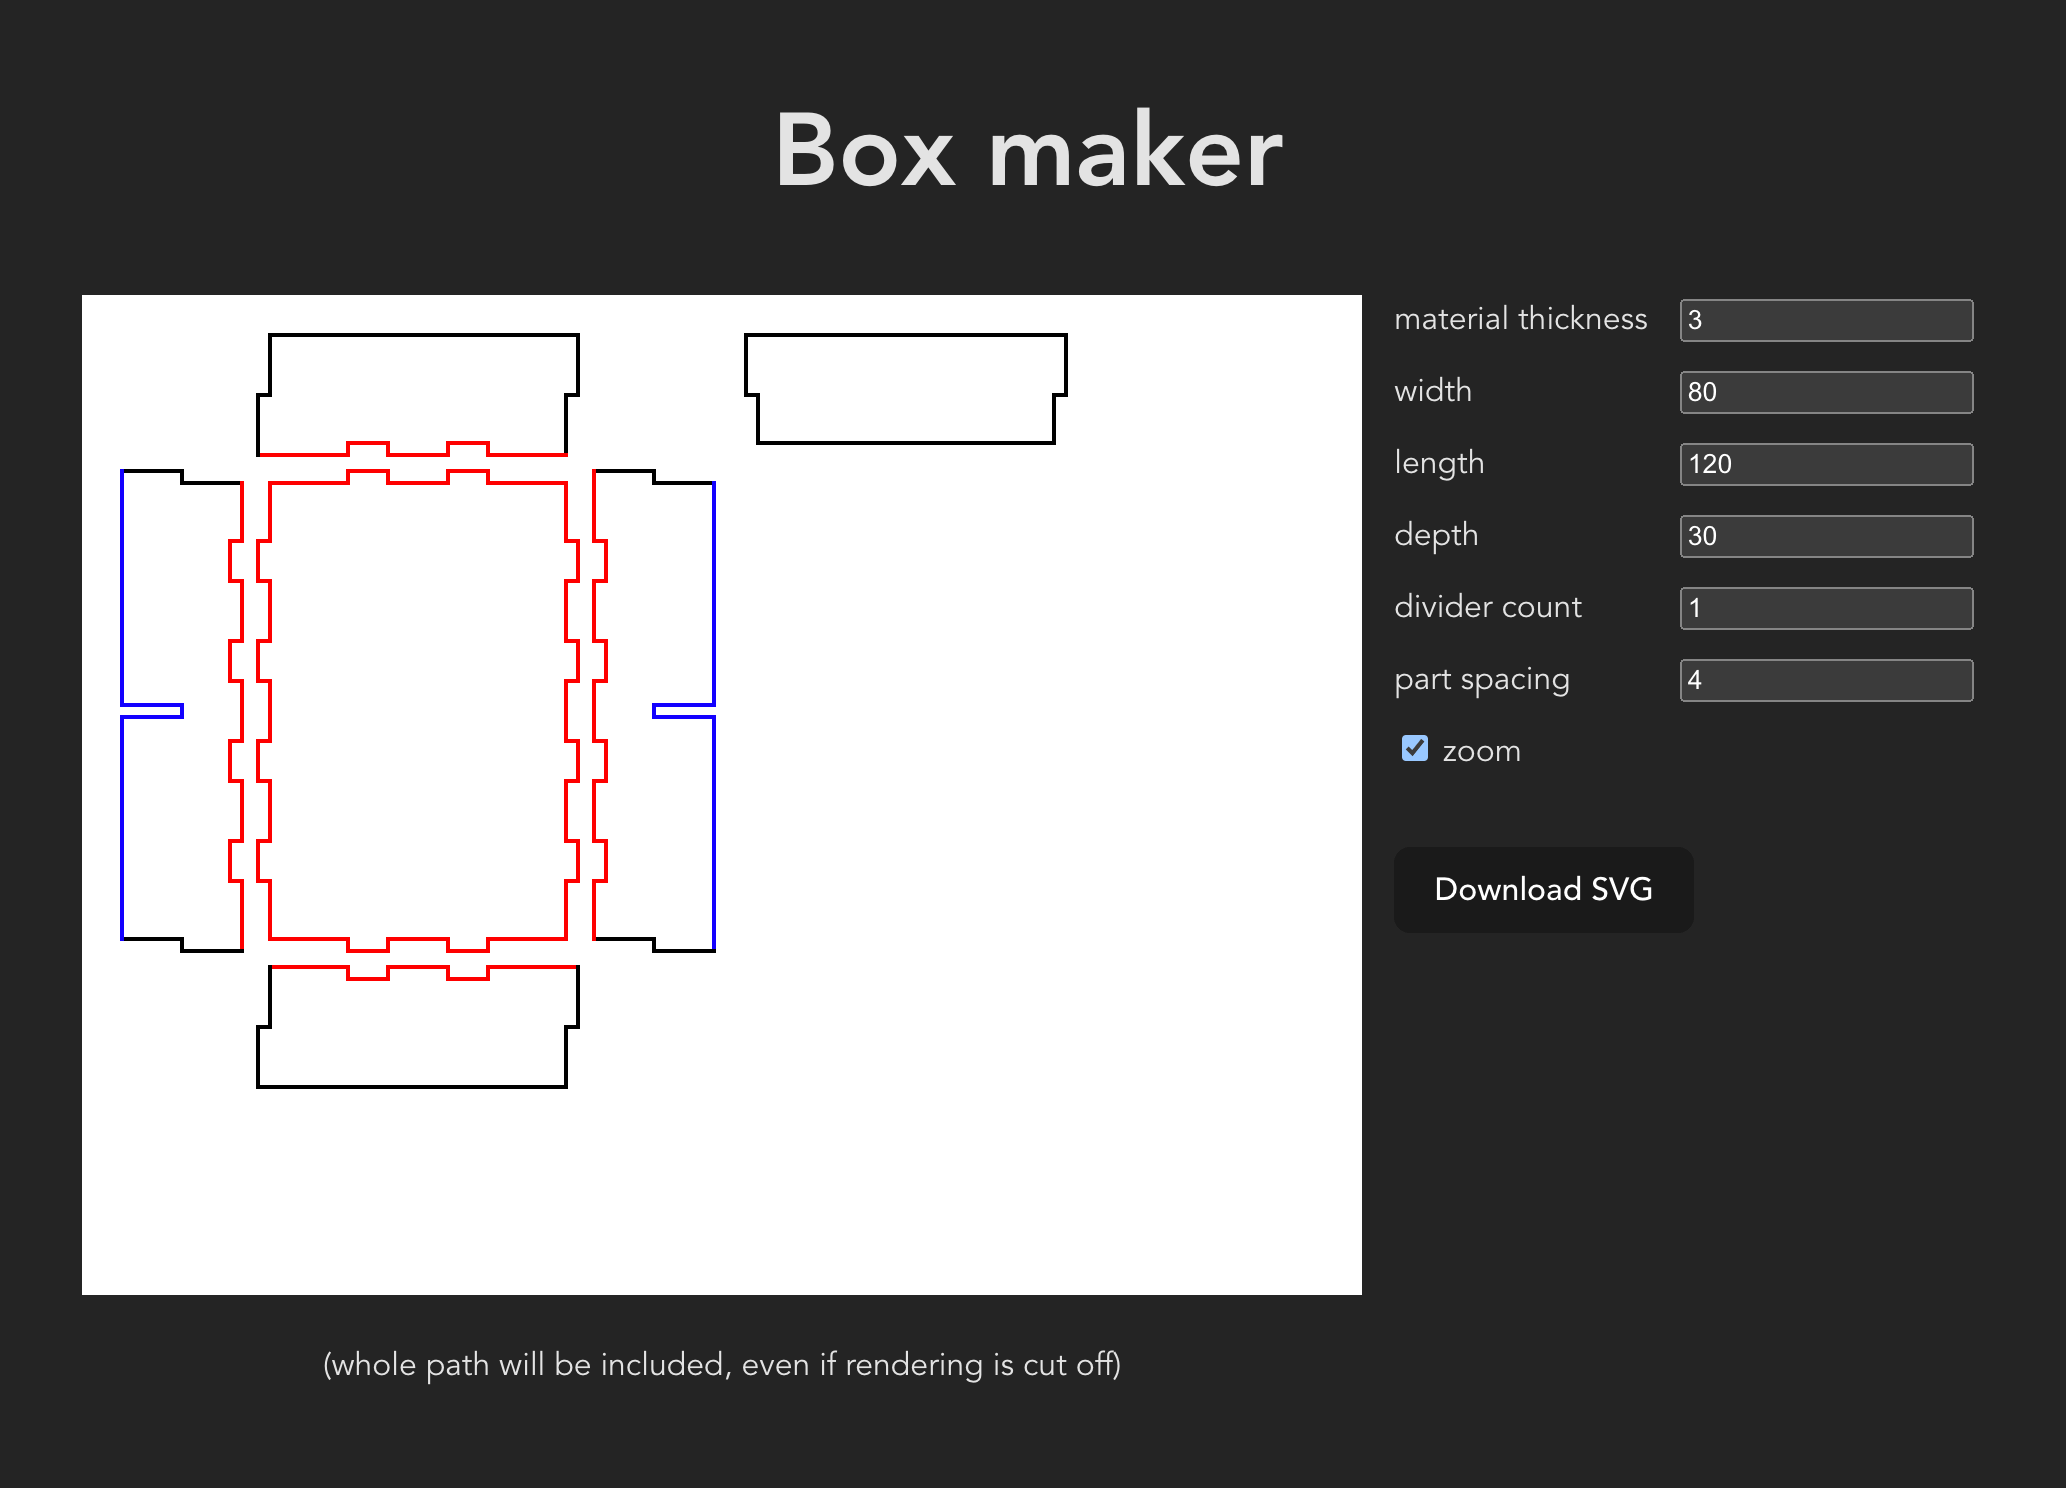 Box maker
material thickness 3
width 80
length 120
depth 30
divider count 1
part spacing 4
zoom
Download SVG
(whole path will be included, even if rendering is cut off)